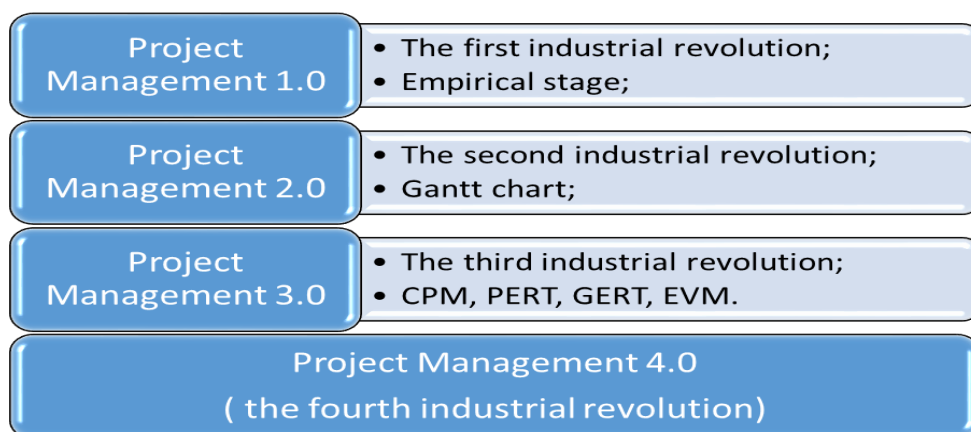 Project
Management 1.0
• The first industrial revolution;
• Empirical stage;
Project
Management 2.0
• The second industrial revolution;
• Gantt chart;
Project
Management 3.0
• The third industrial revolution;
• CPM, PERT, GERT, EVM.
Project Management 4.0
( the fourth industrial revolution)